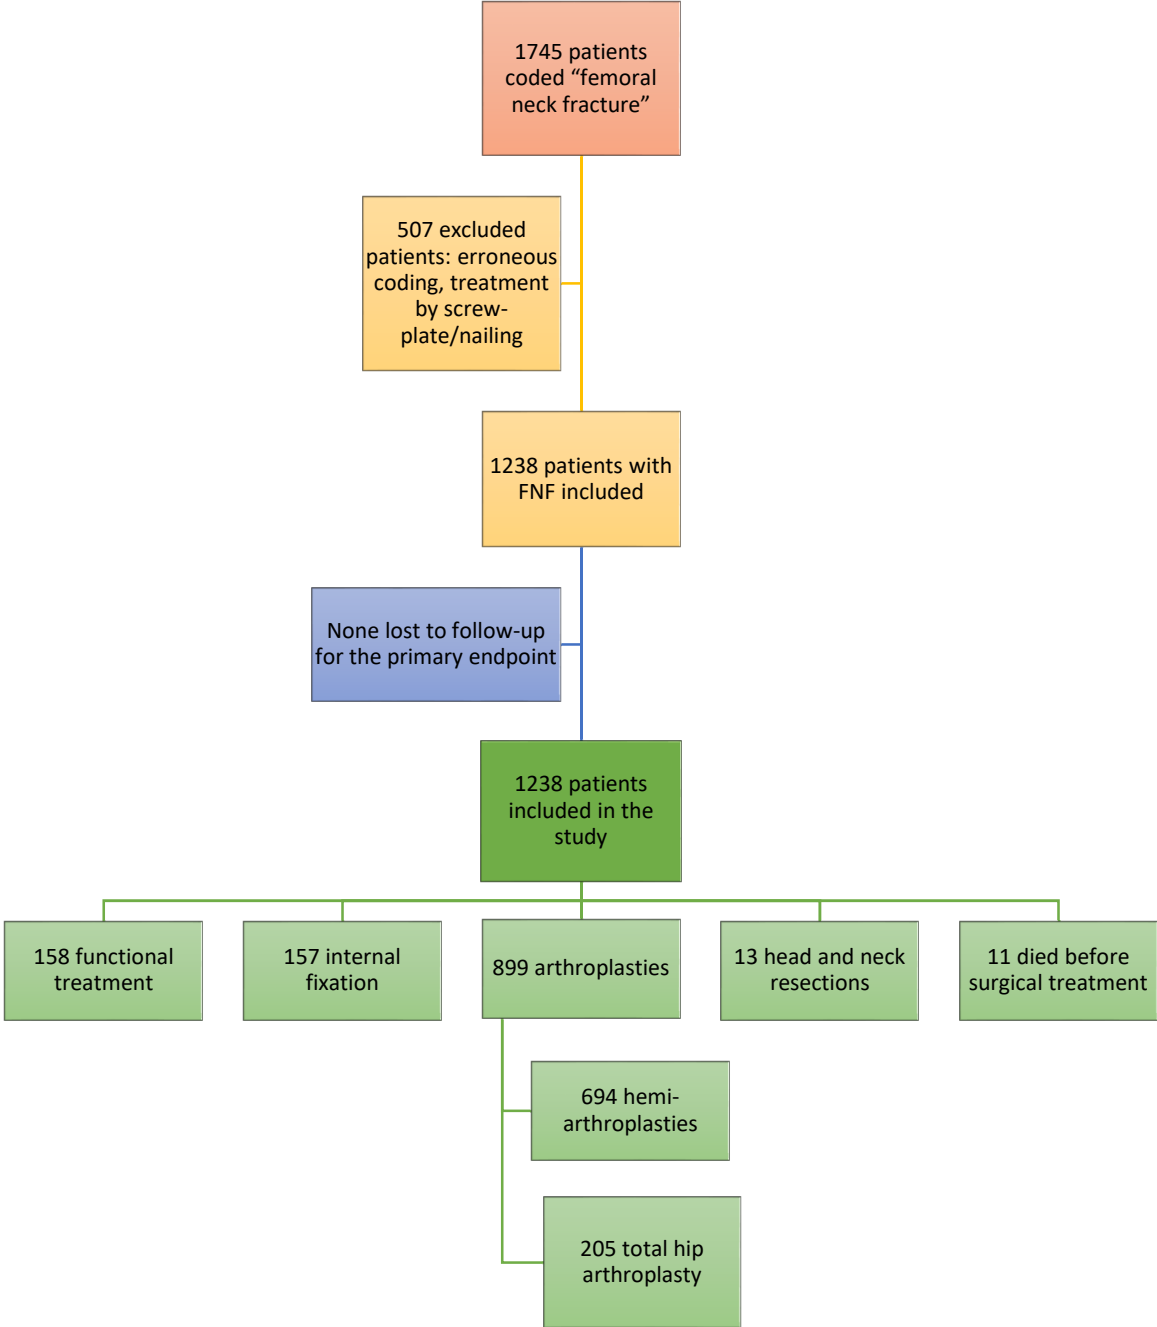 1745 patients
coded “femoral
neck fracture”
507 excluded
patients: erroneous
coding, treatment
by screw-
plate/nailing
1238 patients with
FNF included
None lost to follow-up
for the primary endpoint
1238 patients
included in the
study
158 functional
treatment
157 internal
fixation
899 arthroplasties
13 head and neck
resections
11 died before
surgical treatment
694 hemi-
arthroplasties
205 total hip
arthroplasty